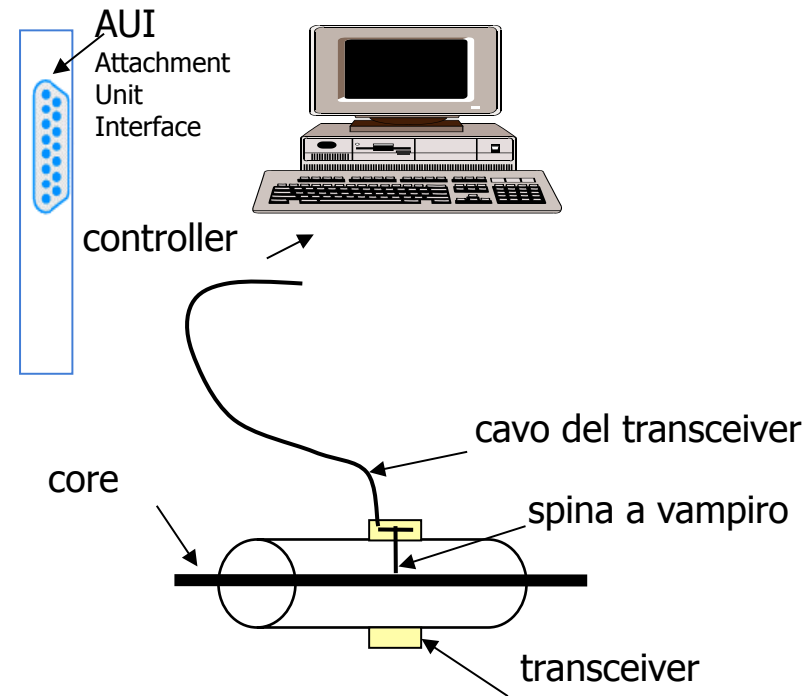 AUI
Attachment
Unit
Interface
controller
cavo del transceiver
core
spina a vampiro
transceiver